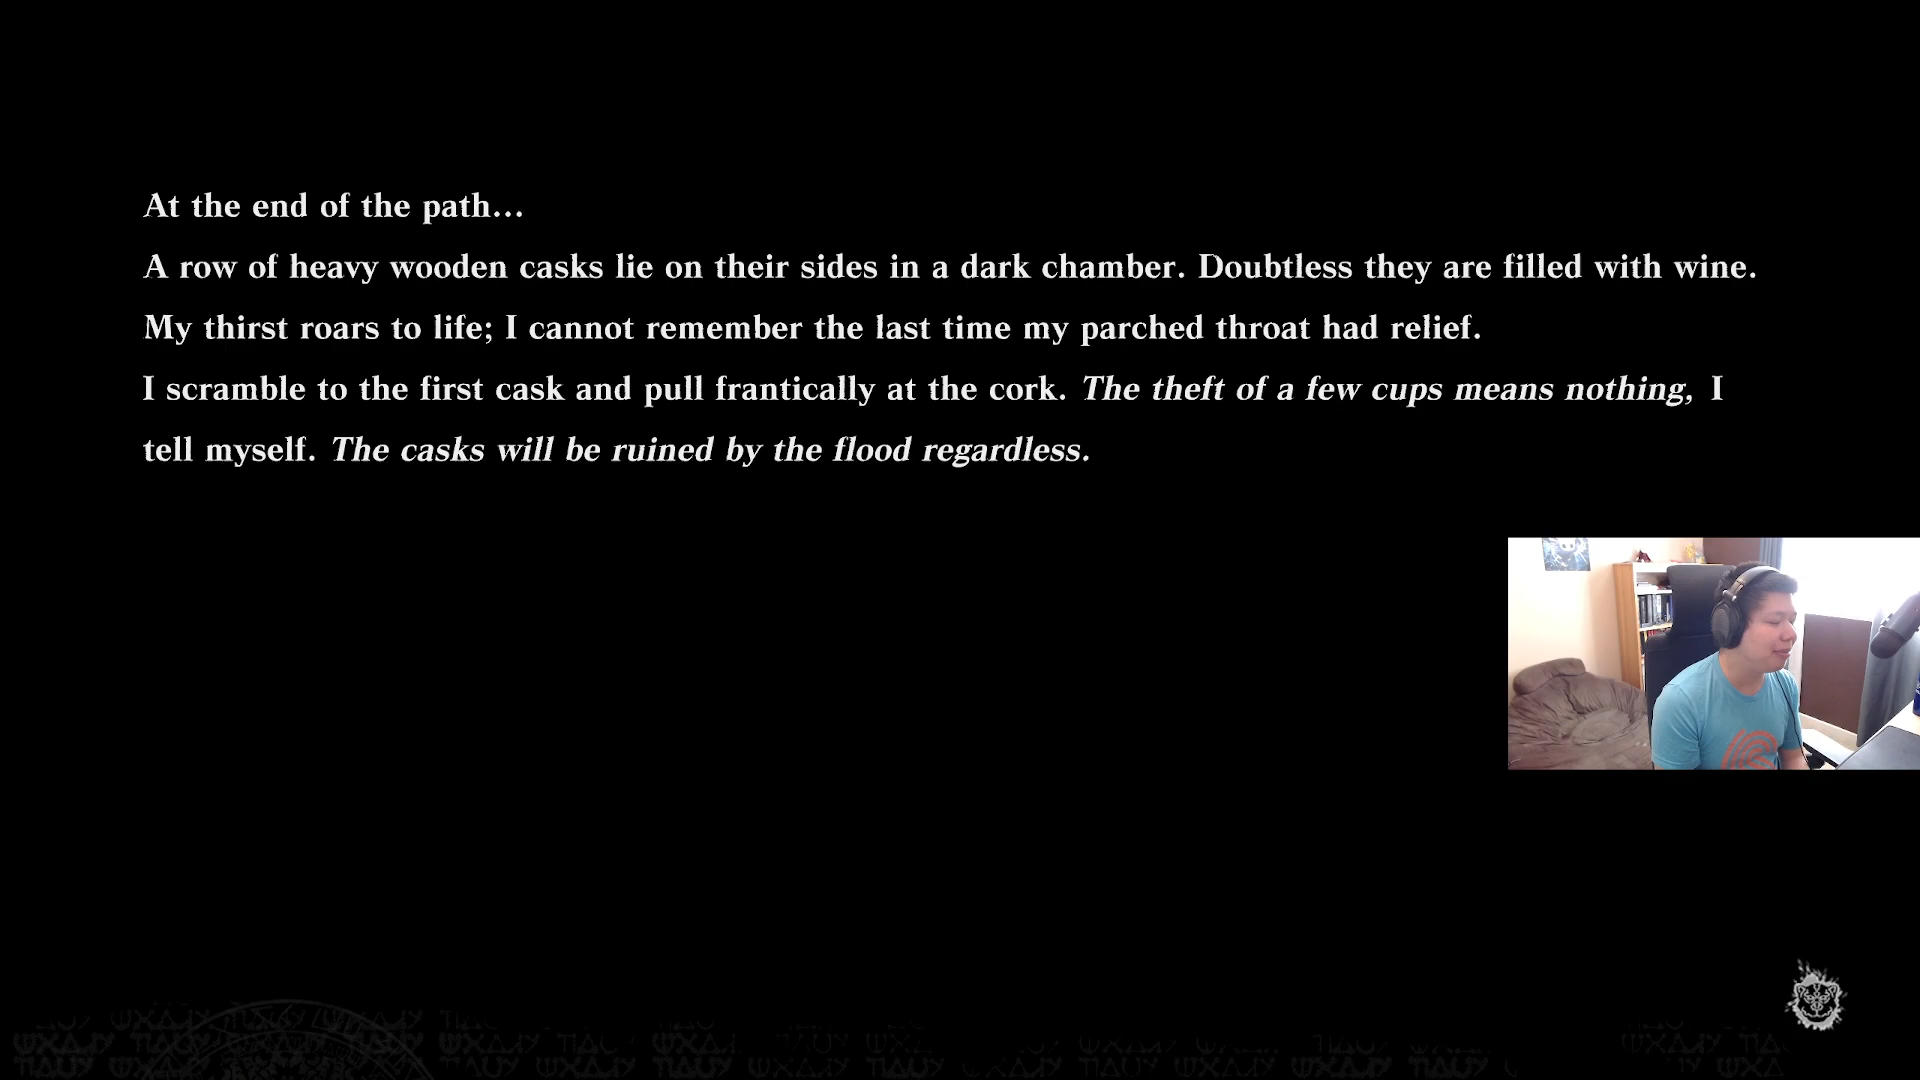 At the end of the path…
A row of heavy wooden casks lie on their sides in a dark chamber. Doubtless they are filled with wine.
My thirst roars to life; I cannot remember the last time my parched throat had relief.
I scramble to the first cask and pull frantically at the cork. The theft of a few cups means nothing, I
tell myself. The casks will be ruined by the flood regardless.